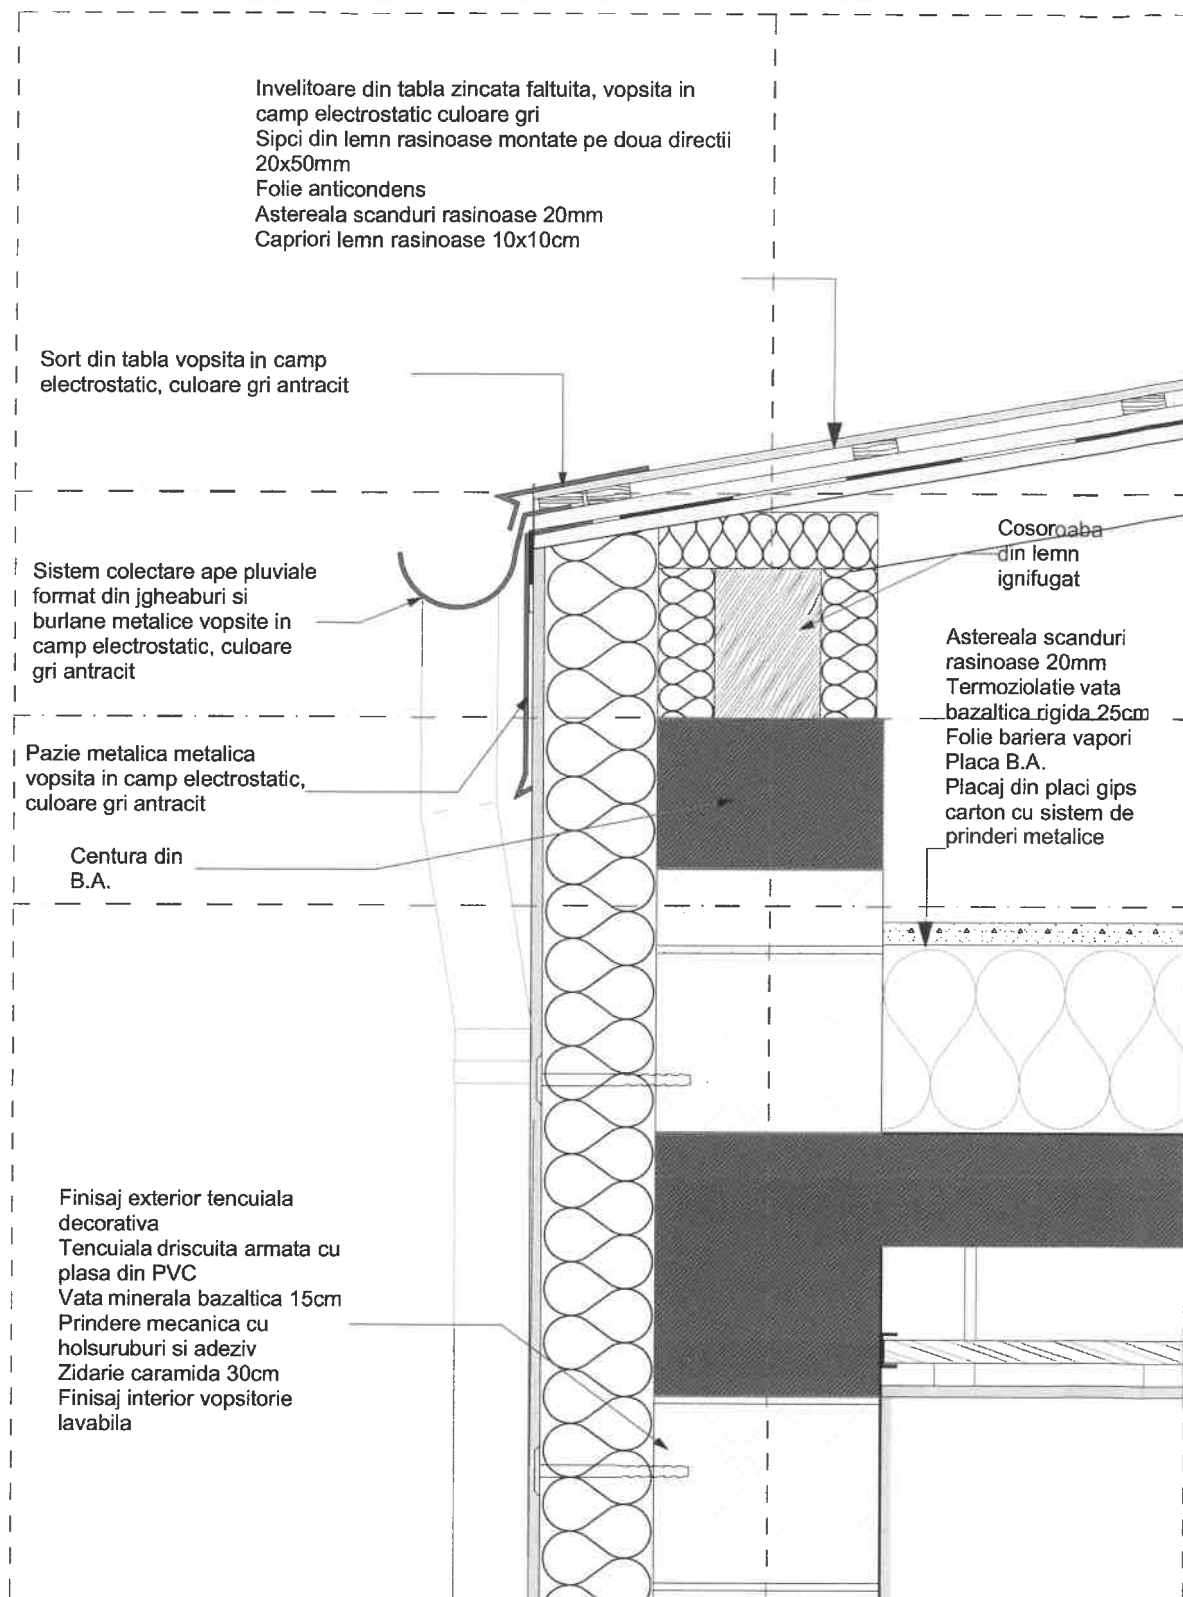 Invelitoare din tabla zincata faltuita, vopsita in
camp electrostatic culoare gri
Sipci din lemn rasinoase montate pe doua directii
20x50mm
Folie anticondens
Astereala scanduri rasinoase 20mm
Capriori lemn rasinoase 10x10cm
Sort din tabla vopsita in camp
electrostatic, culoare gri antracit
Cosoroaba
din lemn
ignifugat
Sistem colectare ape pluviale
format din jgheaburi si
burlane metalice vopsite in
camp electrostatic, culoare
gri antracit
Astereala scanduri
rasinoase 20mm
Termoziolatie vata
bazaltica rigida 25cm
Folie bariera vapori
Placa B.A.
Placaj din placi gips
carton cu sistem de
prinderi metalice
Pazie metalica metalica
vopsita in camp electrostatic,
culoare gri antracit
Centura din
B.A.
Finisaj exterior tencuiala
decorativa
Tencuiala driscuita armata cu
plasa din PVC
Vata minerala bazaltica 15cm
Prindere mecanica cu
holsuruburi si adeziv
Zidarie caramida 30cm
Finisaj interior vopsitorie
lavabila